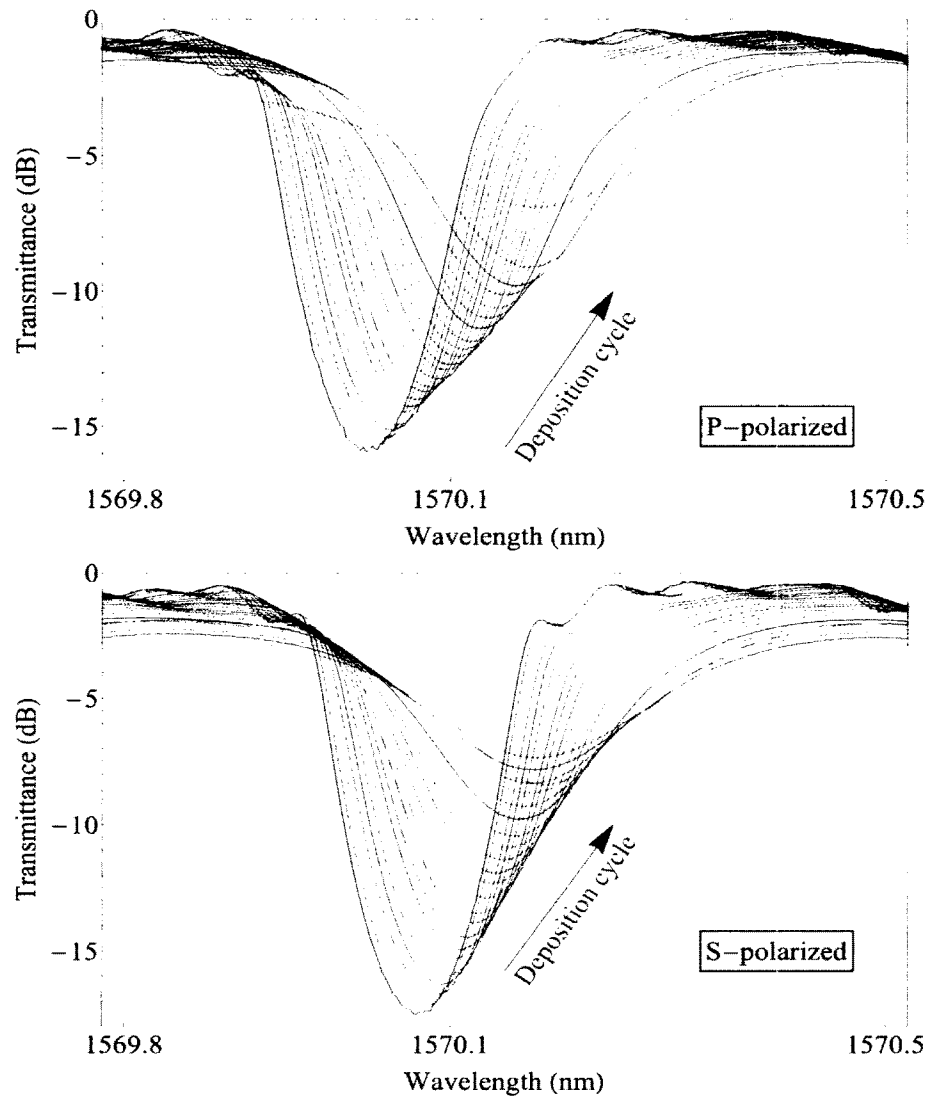 0
−5
−10
−15
Transmittance (dB)
Deposition cycle
P−polarized
1569.8 1570.1 1570.5
Wavelength (nm)
0
−5
−10
−15
Transmittance (dB)
Deposition cycle
S−polarized
1569.8 1570.1 1570.5
Wavelength (nm)